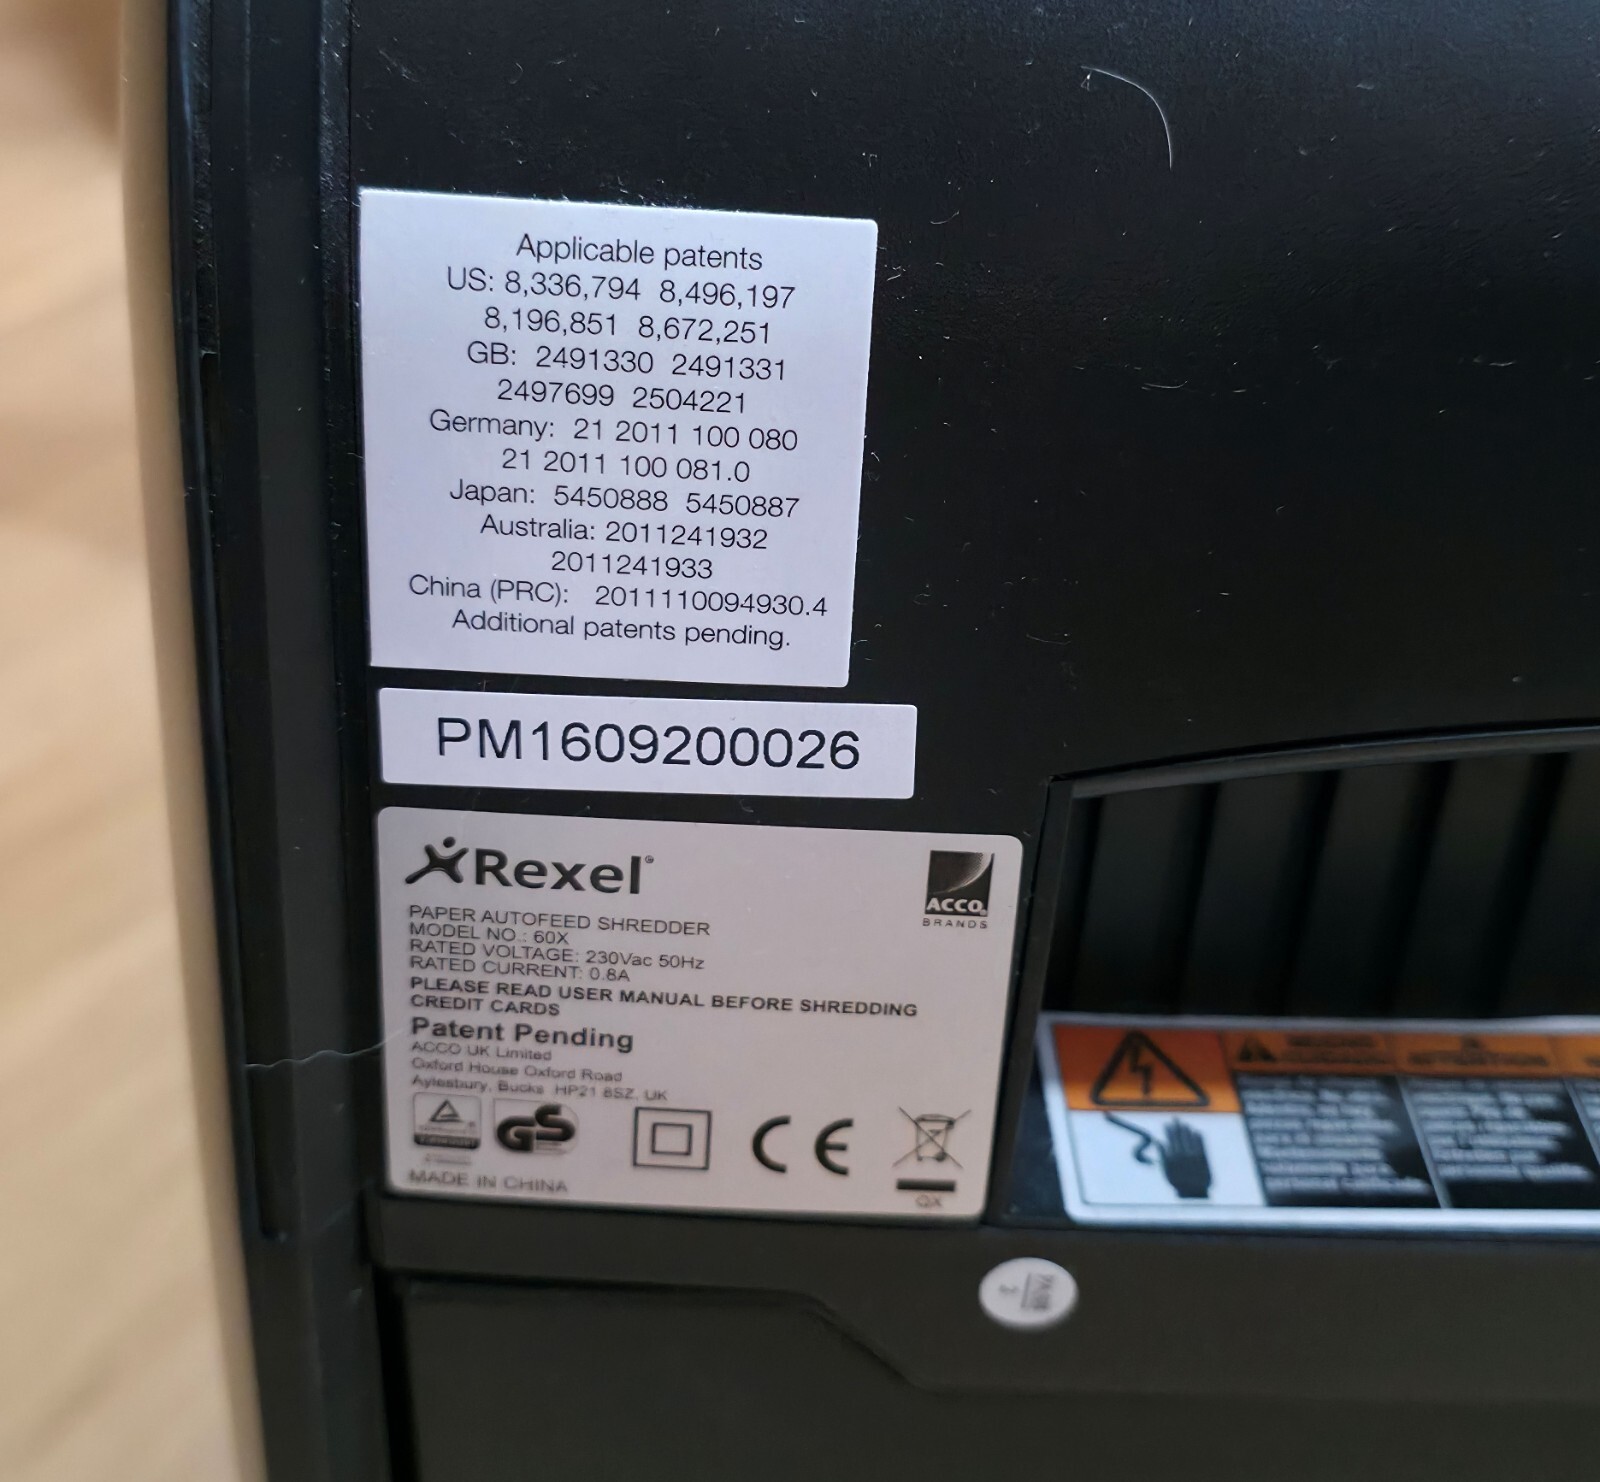 Applicable patents
US: 8,336,794 8,496,197
8,196,851 8,672,251
GB: 2491330 2491331
2497699 2504221
Germany: 21 2011 100 080
21 2011 100 081.0
Japan: 5450888 5450887
Australia: 2011241932
2011241933
China (PRC): 2011110094930.4
Additional patents pending.
PM1609200026
Rexel®
ACCO®
BRANDS
PAPER AUTOFEED SHREDDER
MODEL NO.: 60X
RATED VOLTAGE: 230Vac 50Hz
RATED CURRENT: 0.8A
PLEASE READ USER MANUAL BEFORE SHREDDING
CREDIT CARDS
Patent Pending
ACCO UK Limited
Oxford House Oxford Road
Aylesbury, Bucks HP21 8SZ, UK
GS
CE
QX
MADE IN CHINA